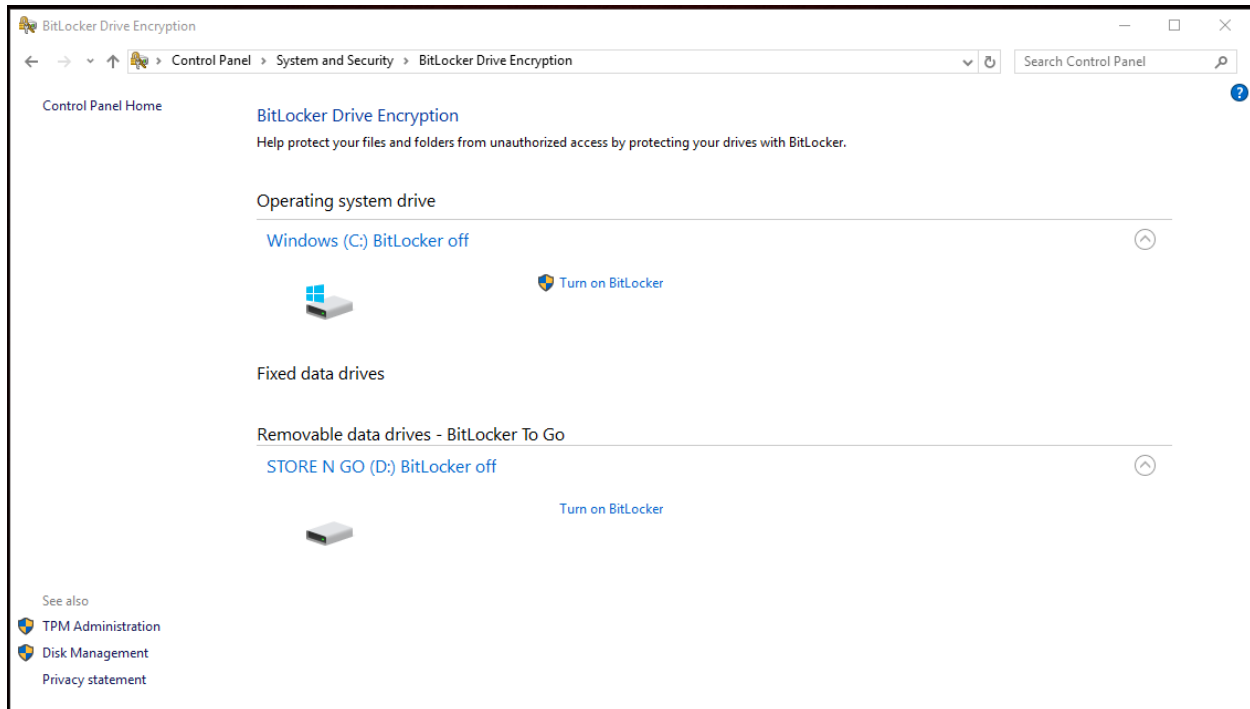 BitLocker Drive Encryption
Control Panel › System and Security › BitLocker Drive Encryption
Search Control Panel
Control Panel Home
?
BitLocker Drive Encryption
Help protect your files and folders from unauthorized access by protecting your drives with BitLocker.
Operating system drive
Windows (C:) BitLocker off
Turn on BitLocker
Fixed data drives
Removable data drives - BitLocker To Go
STORE N GO (D:) BitLocker off
Turn on BitLocker
See also
TPM Administration
Disk Management
Privacy statement